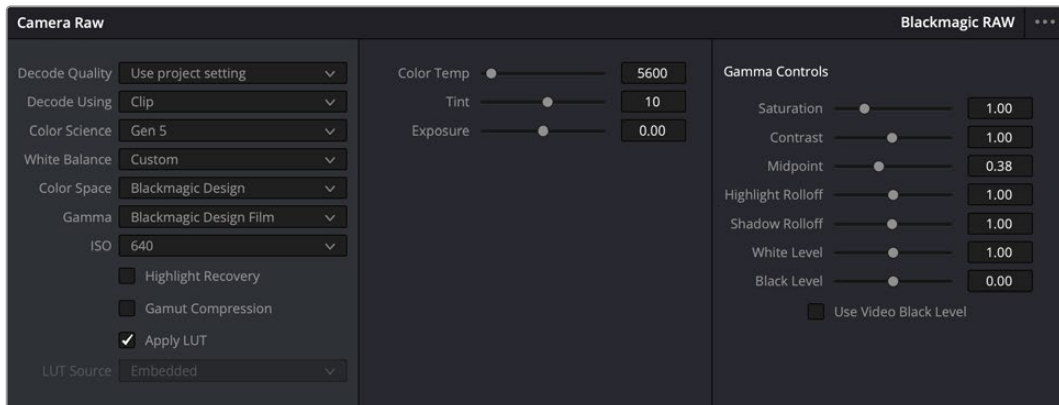 Camera Raw
Blackmagic RAW
Decode Quality Use project setting
Decode Using Clip
Color Science Gen 5
White Balance Custom
Color Space Blackmagic Design
Gamma Blackmagic Design Film
ISO 640
Highlight Recovery
Gamut Compression
Apply LUT
LUT Source Embedded
Color Temp 5600
Tint 10
Exposure 0.00
Gamma Controls
Saturation 1.00
Contrast 1.00
Midpoint 0.38
Highlight Rolloff 1.00
Shadow Rolloff 1.00
White Level 1.00
Black Level 0.00
Use Video Black Level